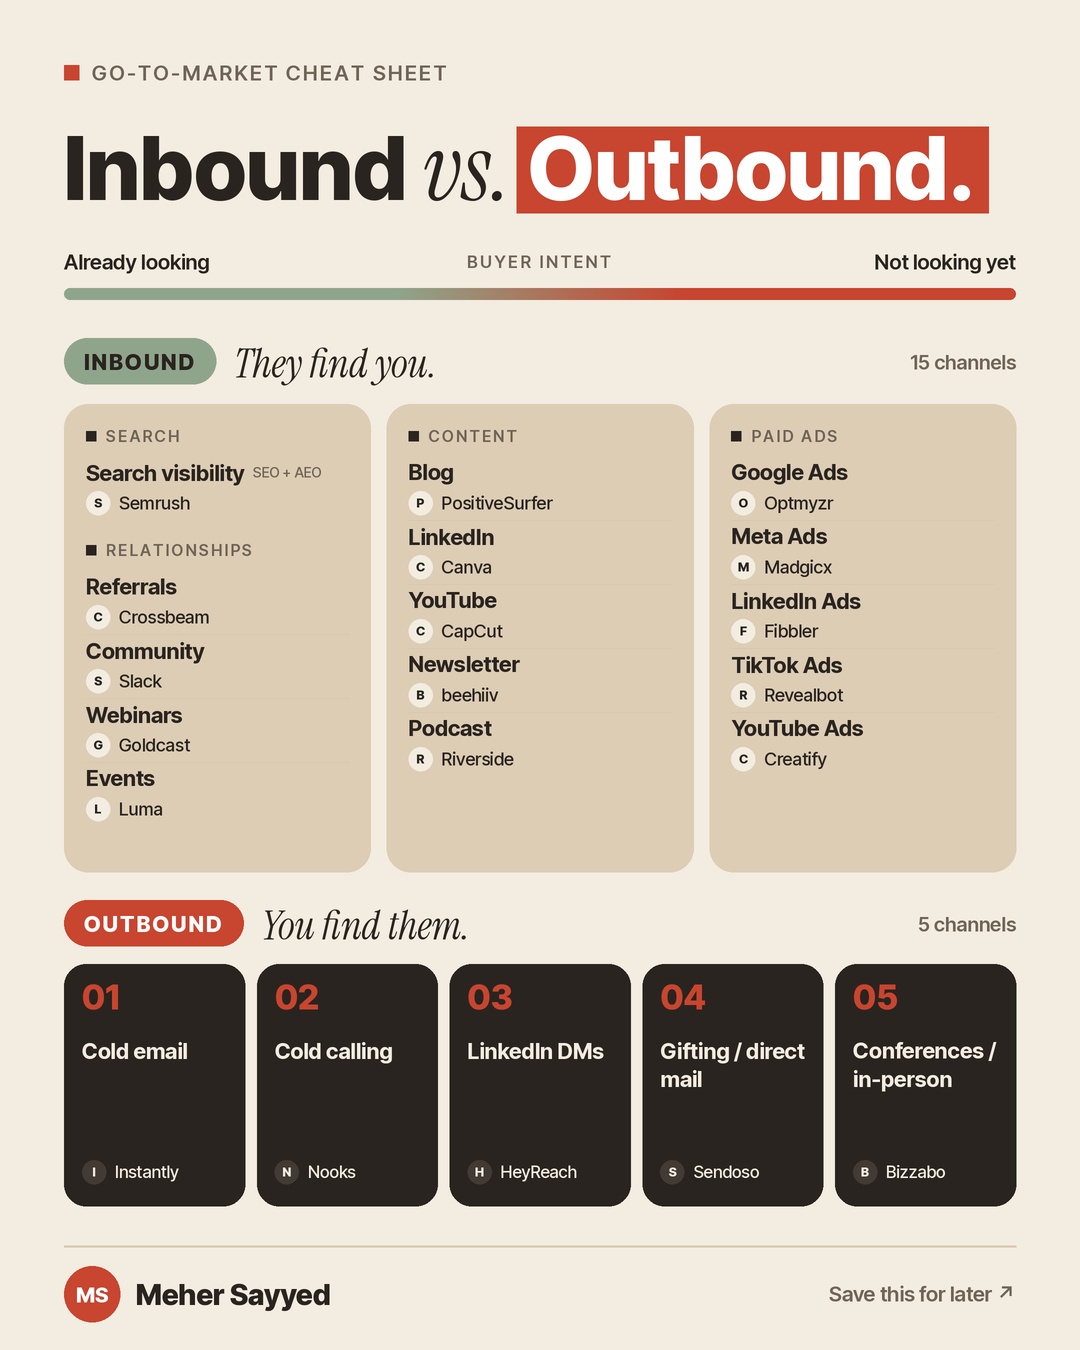 GO-TO-MARKET CHEAT SHEET
Inbound vs. Outbound.
Already looking
BUYER INTENT
Not looking yet
INBOUND
They find you.
15 channels
SEARCH
Search visibility SEO + AEO
S Semrush
RELATIONSHIPS
Referrals
C Crossbeam
Community
S Slack
Webinars
G Goldcast
Events
L Luma
CONTENT
Blog
P PositiveSurfer
LinkedIn
C Canva
YouTube
C CapCut
Newsletter
B beehiiv
Podcast
R Riverside
PAID ADS
Google Ads
O Optmyzr
Meta Ads
M Madgicx
LinkedIn Ads
F Fibbler
TikTok Ads
R Revealbot
YouTube Ads
C Creatify
OUTBOUND
You find them.
5 channels
01
Cold email
I Instantly
02
Cold calling
N Nooks
03
LinkedIn DMs
H HeyReach
04
Gifting / direct
mail
S Sendoso
05
Conferences /
in-person
B Bizzabo
MS
Meher Sayyed
Save this for later ↗